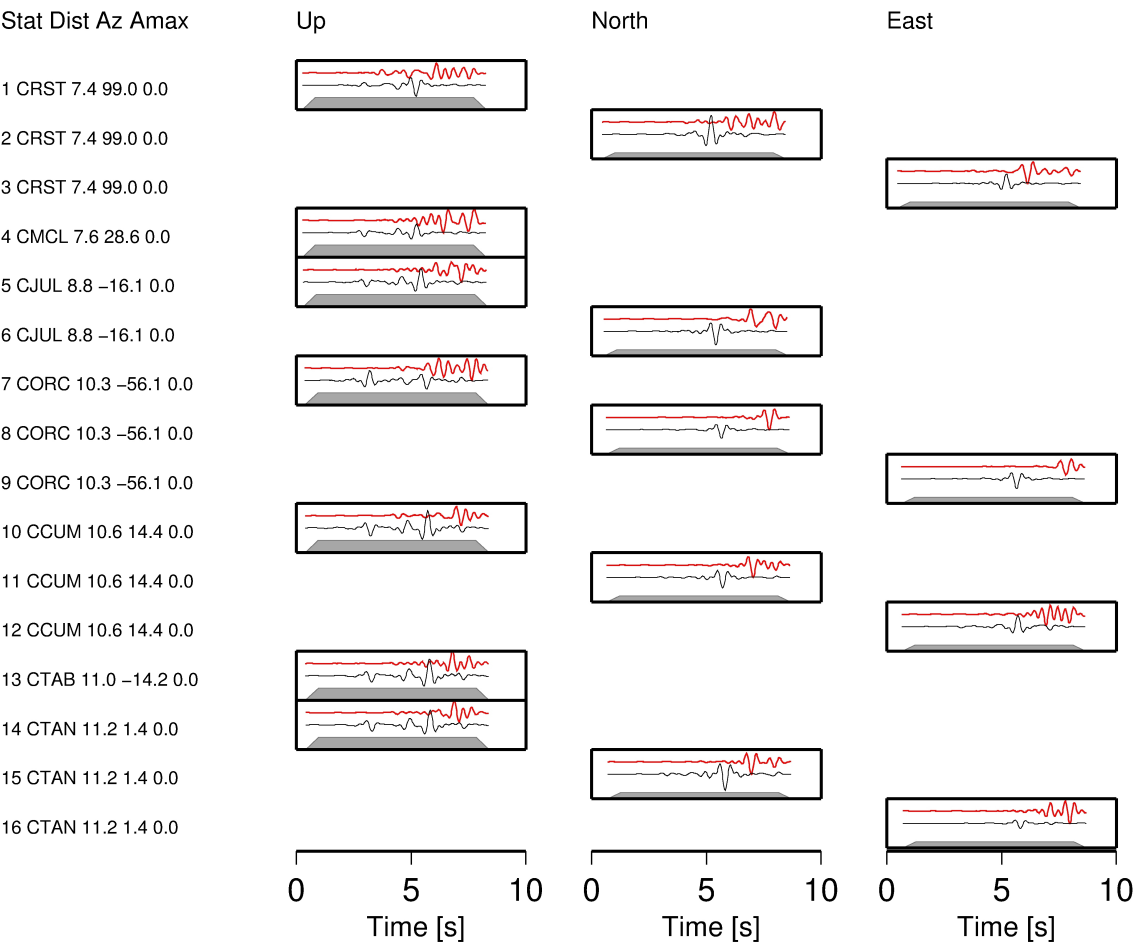 Stat Dist Az Amax Up North East
1 CRST 7.4 99.0 0.0
2 CRST 7.4 99.0 0.0
3 CRST 7.4 99.0 0.0
4 CMCL 7.6 28.6 0.0
5 CJUL 8.8 −16.1 0.0
6 CJUL 8.8 −16.1 0.0
7 CORC 10.3 −56.1 0.0
8 CORC 10.3 −56.1 0.0
9 CORC 10.3 −56.1 0.0
10 CCUM 10.6 14.4 0.0
11 CCUM 10.6 14.4 0.0
12 CCUM 10.6 14.4 0.0
13 CTAB 11.0 −14.2 0.0
14 CTAN 11.2 1.4 0.0
15 CTAN 11.2 1.4 0.0
16 CTAN 11.2 1.4 0.0
0 5 10 0 5 10 0 5 10
Time [s] Time [s] Time [s]